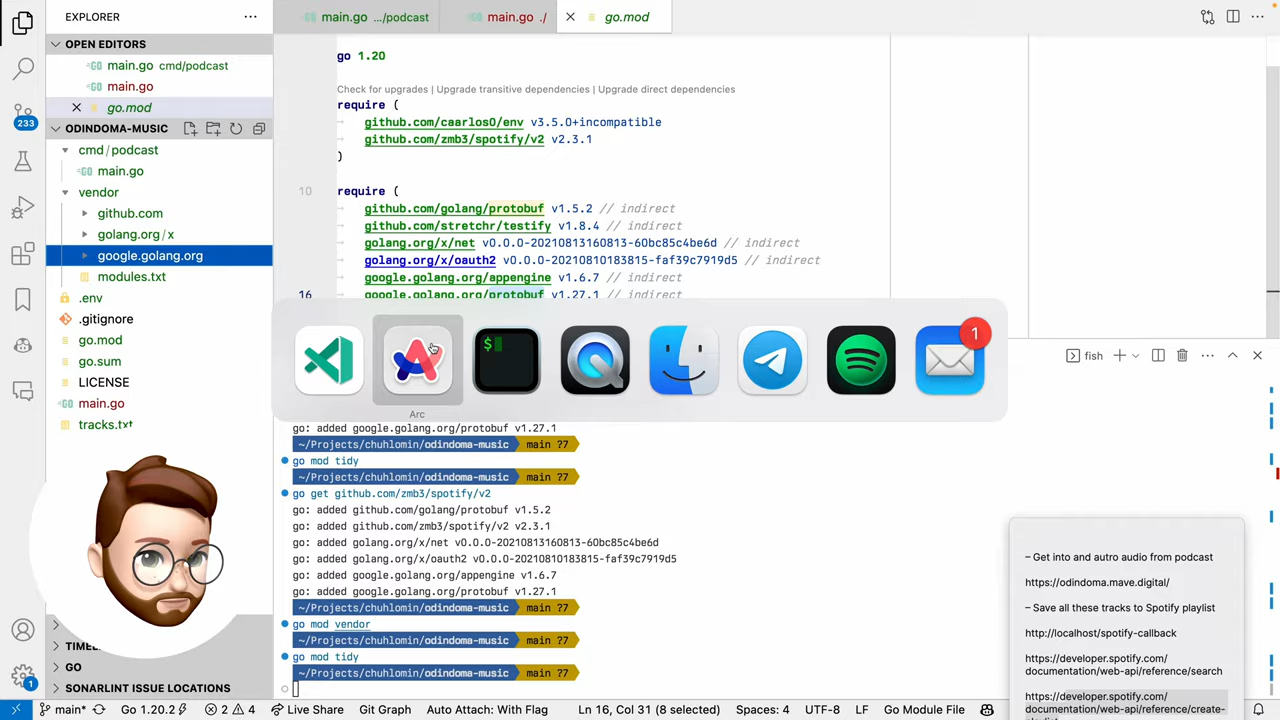 EXPLORER
main.go .../podcast
main.go ./
go.mod
OPEN EDITORS
main.go cmd/podcast
main.go
go.mod
233
ODINDOMA-MUSIC
cmd/podcast
main.go
vendor
github.com
golang.org/x
google.golang.org
modules.txt
.env
.gitignore
go.mod
go.sum
LICENSE
main.go
tracks.txt
GO
SONARLINT ISSUE LOCATIONS
1
go 1.20
Check for upgrades | Upgrade transitive dependencies | Upgrade direct dependencies
require (
github.com/caarlos0/env v3.5.0+incompatible
github.com/zmb3/spotify/v2 v2.3.1
)
10 require (
github.com/golang/protobuf v1.5.2 // indirect
github.com/stretchr/testify v1.8.4 // indirect
golang.org/x/net v0.0.0-20210813160813-60bc85c4be6d // indirect
golang.org/x/oauth2 v0.0.0-20210810183815-faf39c7919d5 // indirect
google.golang.org/appengine v1.6.7 // indirect
16 google.golang.org/protobuf v1.27.1 // indirect
$
1
Arc
fish
go: added google.golang.org/protobuf v1.27.1
~/Projects/chuhlomin/odindoma-music main ?7
go mod tidy
~/Projects/chuhlomin/odindoma-music main ?7
go get github.com/zmb3/spotify/v2
go: added github.com/golang/protobuf v1.5.2
go: added github.com/zmb3/spotify/v2 v2.3.1
go: added golang.org/x/net v0.0.0-20210813160813-60bc85c4be6d
go: added golang.org/x/oauth2 v0.0.0-20210810183815-faf39c7919d5
go: added google.golang.org/appengine v1.6.7
go: added google.golang.org/protobuf v1.27.1
~/Projects/chuhlomin/odindoma-music main ?7
go mod vendor
~/Projects/chuhlomin/odindoma-music main ?7
go mod tidy
~/Projects/chuhlomin/odindoma-music main ?7
– Get into and autro audio from podcast
https://odindoma.mave.digital/
– Save all these tracks to Spotify playlist
http://localhost/spotify-callback
https://developer.spotify.com/
documentation/web-api/reference/search
https://developer.spotify.com/
documentation/web-api/reference/create-
main* Go 1.20.2 2 4 Live Share Git Graph Auto Attach: With Flag Ln 16, Col 31 (8 selected) Spaces: 4 UTF-8 LF Go Module File